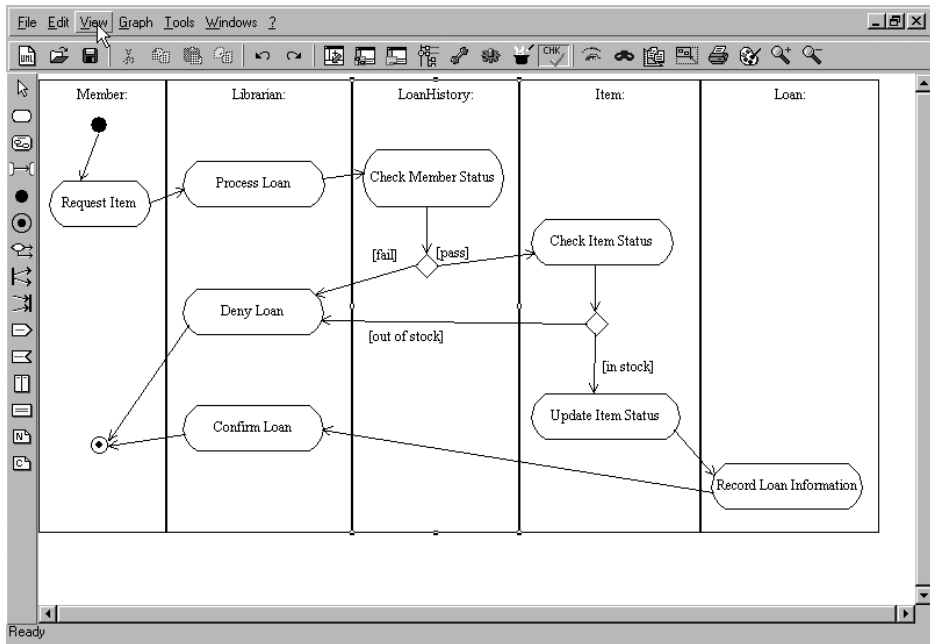 File Edit View Graph Tools Windows ?
UML CHK
Member: Librarian: LoanHistory: Item: Loan:
Process Loan
Check Member Status
Request Item
Check Item Status
[fail] [pass]
Deny Loan
[out of stock]
[in stock]
Update Item Status
Confirm Loan
Record Loan Information
N
C
Ready